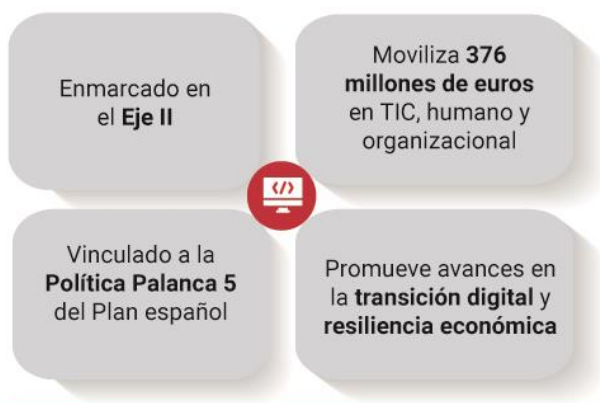 Enmarcado en
el Eje II
Moviliza 376
millones de euros
en TIC, humano y
organizacional
</>
Vinculado a la
Política Palanca 5
del Plan español
Promueve avances en
la transición digital y
resiliencia económica